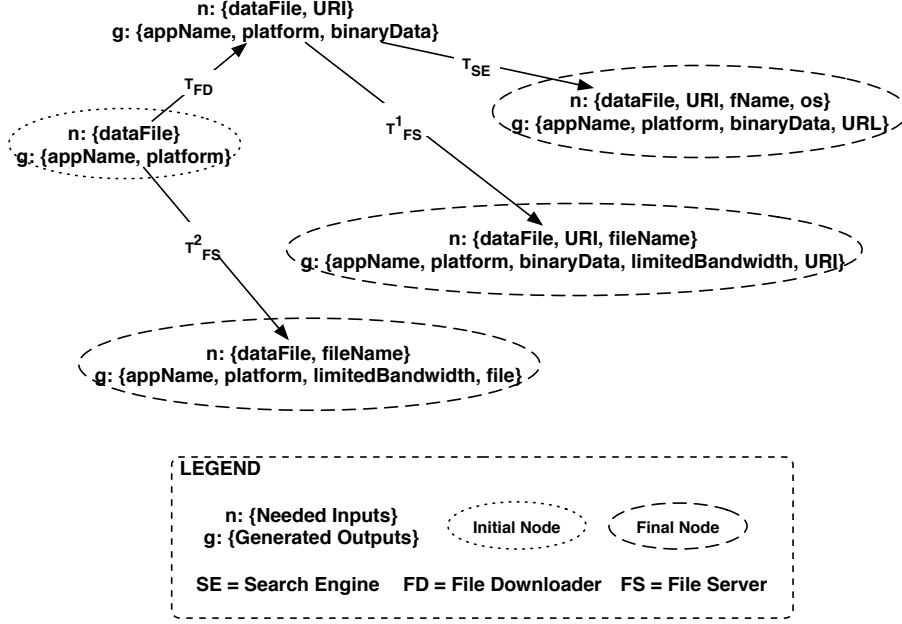 n: {dataFile, URI}
g: {appName, platform, binaryData}
TSE
TFD
n: {dataFile, URI, fName, os}
g: {appName, platform, binaryData, URL}
n: {dataFile}
g: {appName, platform}
T1FS
n: {dataFile, URI, fileName}
g: {appName, platform, binaryData, limitedBandwidth, URI}
T2FS
n: {dataFile, fileName}
g: {appName, platform, limitedBandwidth, file}
LEGEND
n: {Needed Inputs}
g: {Generated Outputs}
Initial Node
Final Node
SE = Search Engine FD = File Downloader FS = File Server